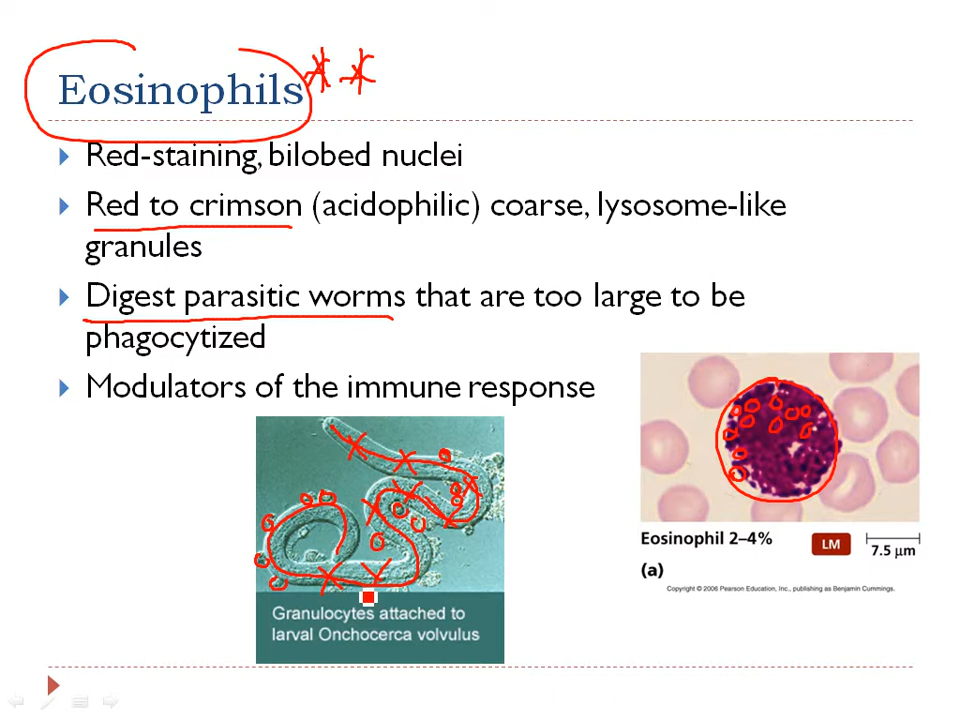 Eosinophils
Red-staining, bilobed nuclei
Red to crimson (acidophilic) coarse, lysosome-like
granules
Digest parasitic worms that are too large to be
phagocytized
Modulators of the immune response
Granulocytes attached to
larval Onchocerca volvulus
Eosinophil 2–4%
LM
7.5 µm
(a)
Copyright © 2006 Pearson Education, Inc., publishing as Benjamin Cummings.